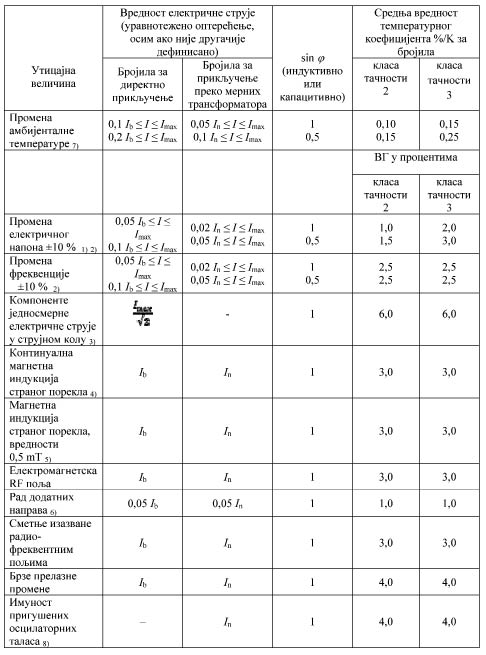 Утицајна
величина
Вредност електричне струје
(уравнотежено оптерећење,
осим ако није другачије
дефинисано)
Бројила за
директно
прикључење
Бројила за
прикључење
преко мерних
трансформатора
sin φ
(индуктивно
или
капацитивно)
Средња вредност
температурног
коефицијента %/К за
бројила
класа
тачности
2
класа
тачности
3
Промена
амбијенталне
температуре 7)
0,1 Ib ≤ I ≤ Imax
0,2 Ib ≤ I ≤ Imax
0,05 In ≤ I ≤ Imax
0,1 In ≤ I ≤ Imax
1
0,5
0,10
0,15
0,15
0,25
ВГ у процентима
класа
тачности
2
класа
тачности
3
Промена
електричног
напона ±10 % 1) 2)
0,05 Ib ≤ I ≤
Imax
0,1 Ib ≤ I ≤ Imax
0,02 In ≤ I ≤ Imax
0,05 In ≤ I ≤ Imax
1
0,5
1,0
1,5
2,0
3,0
Промена
фреквенције
±10 % 2)
0,05 Ib ≤ I ≤
Imax
0,1 Ib ≤ I ≤ Imax
0,02 In ≤ I ≤ Imax
0,05 In ≤ I ≤ Imax
1
0,5
2,5
2,5
2,5
2,5
Компоненте
једносмерне
електричне струје
у струјном колу 3)
Imax
√2
-
1
6,0
6,0
Континуална
магнетна
индукција
страног порекла 4)
Ib
In
1
3,0
3,0
Магнетна
индукција
страног порекла,
вредности
0,5 mT 5)
Ib
In
1
3,0
3,0
Електромагнетска
RF поља
Ib
In
1
3,0
3,0
Рад додатних
направа 6)
0,05 Ib
0,05 In
1
1,0
1,0
Сметње изазване
радио-
фреквентним
пољима
Ib
In
1
3,0
3,0
Брзе прелазне
промене
Ib
In
1
4,0
4,0
Имуност
пригушених
осцилаторних
таласа 8)
–
In
1
4,0
4,0